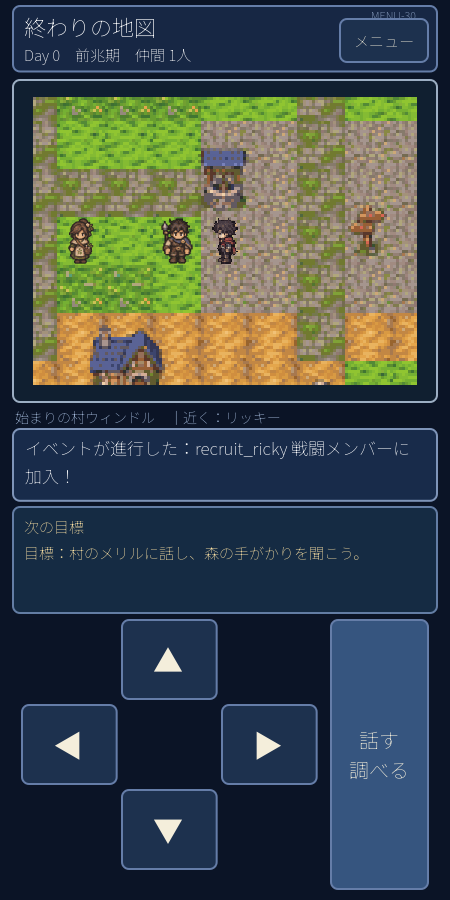 終わりの地図
MENU-30
メニュー
Day 0　前兆期　仲間 1人
始まりの村ウィンドル　｜近く：リッキー
イベントが進行した：recruit_ricky 戦闘メンバーに
加入！
次の目標
目標：村のメリルに話し、森の手がかりを聞こう。
話す
調べる